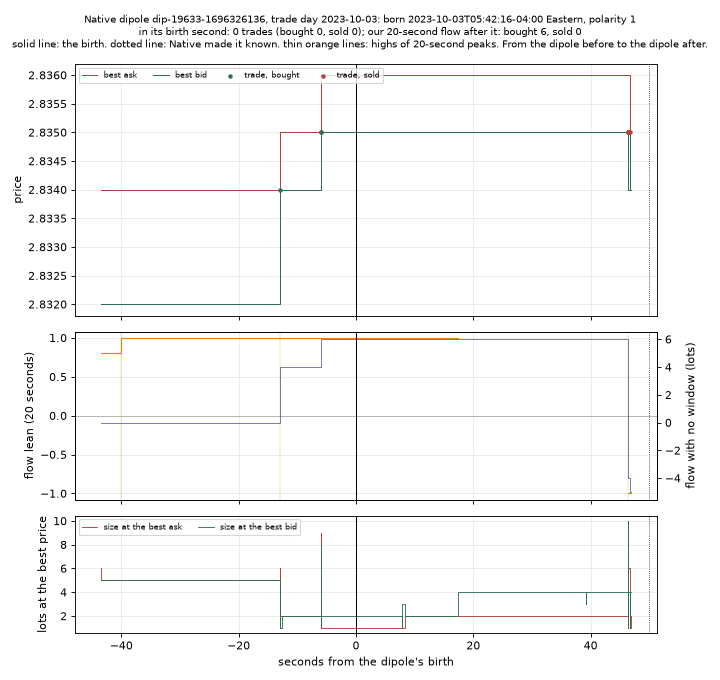 Native dipole dip-19633-1696326136, trade day 2023-10-03: born 2023-10-03T05:42:16-04:00 Eastern, polarity 1
in its birth second: 0 trades (bought 0, sold 0); our 20-second flow after it: bought 6, sold 0
solid line: the birth. dotted line: Native made it known. thin orange lines: highs of 20-second peaks. From the dipole before to the dipole after.
best ask
best bid
trade, bought
trade, sold
2.8360
2.8355
2.8350
2.8345
2.8340
2.8335
2.8330
2.8325
2.8320
price
1.0
0.5
0.0
−0.5
−1.0
flow lean (20 seconds)
6
4
2
0
−2
−4
flow with no window (lots)
size at the best ask
size at the best bid
10
8
6
4
2
lots at the best price
−40
−20
0
20
40
seconds from the dipole's birth